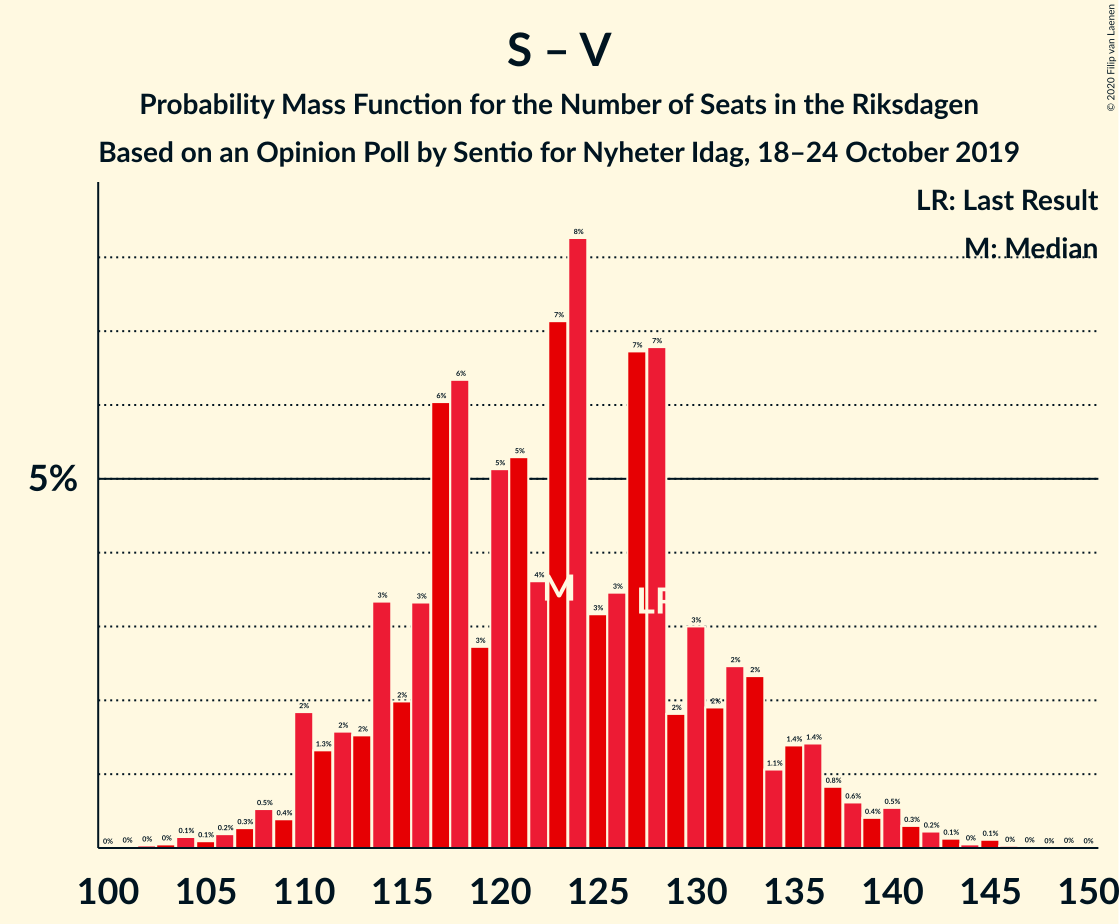 © 2020 Filip van Laenen
S – V
Probability Mass Function for the Number of Seats in the Riksdagen
Based on an Opinion Poll by Sentio for Nyheter Idag, 18–24 October 2019
LR: Last Result
M: Median
5%
0% 0% 0% 0% 0.1% 0.1% 0.2% 0.3% 0.5% 0.4% 2% 1.3% 2% 2% 3% 2% 3% 6% 6% 3% 5% 5% 4% 7% 8% 3% 3% 7% 7% 2% 3% 2% 2% 2% 1.1% 1.4% 1.4% 0.8% 0.6% 0.4% 0.5% 0.3% 0.2% 0.1% 0% 0.1% 0% 0% 0% 0% 0%
M LR
100 105 110 115 120 125 130 135 140 145 150